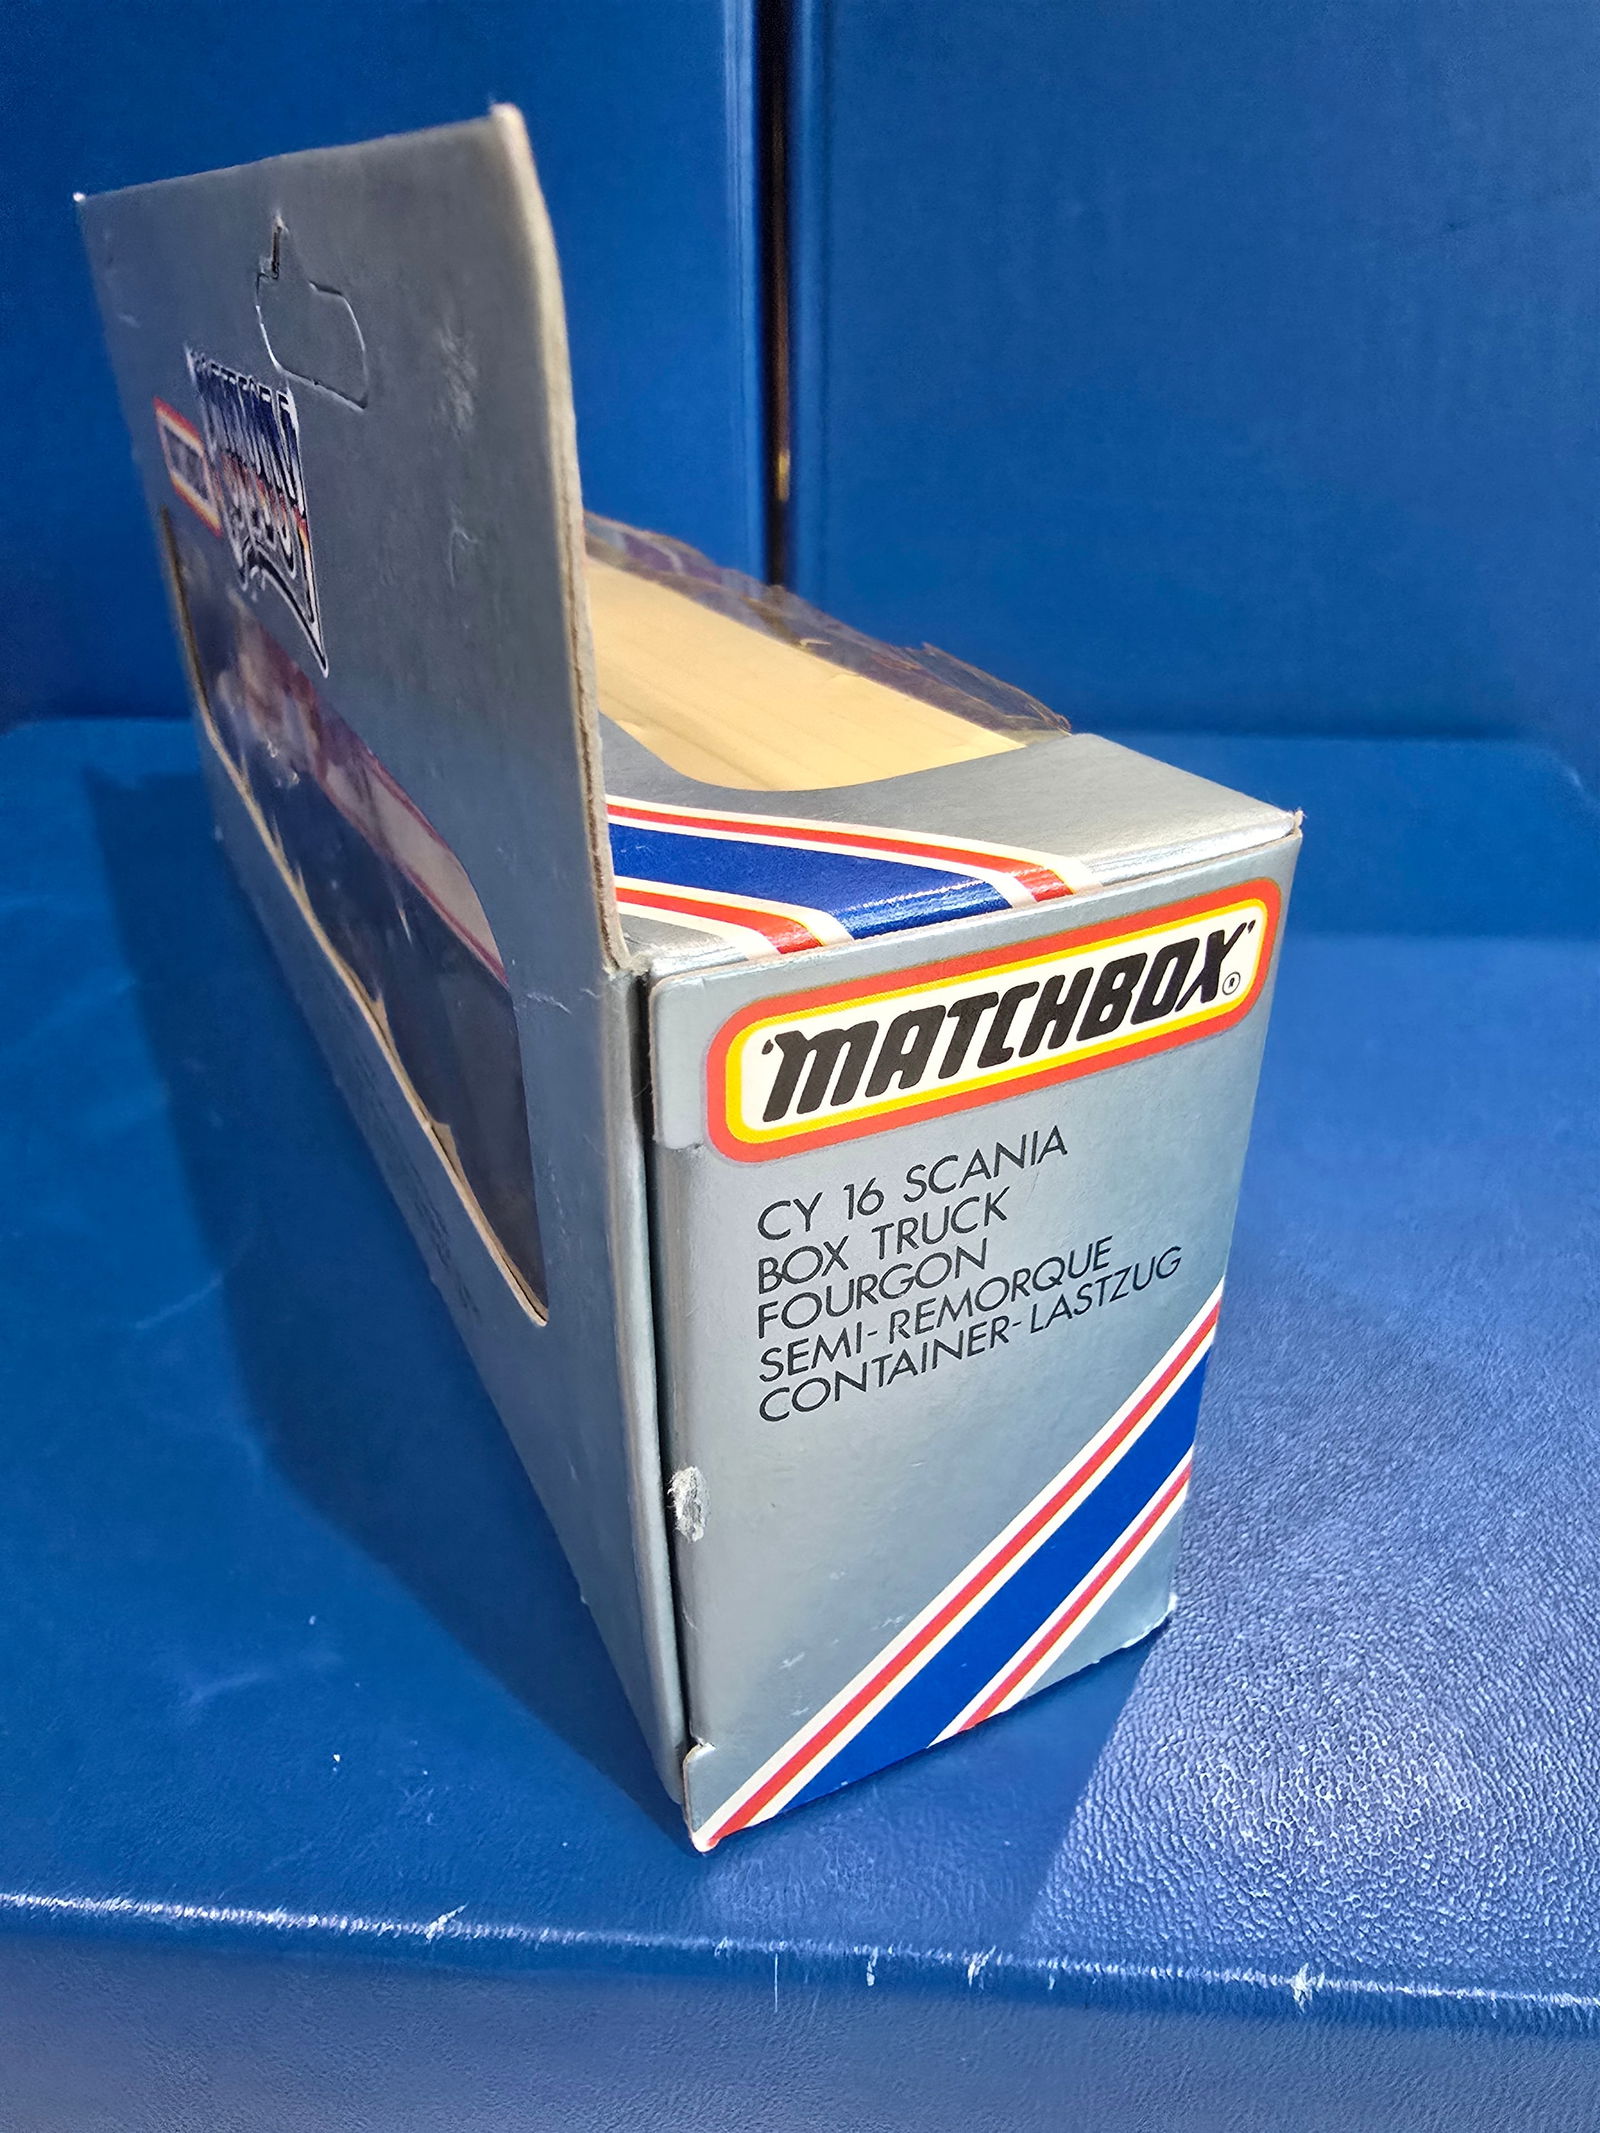 'MATCHBOX'®
CY 16 SCANIA
BOX TRUCK
FOURGON
SEMI-REMORQUE
CONTAINER-LASTZUG